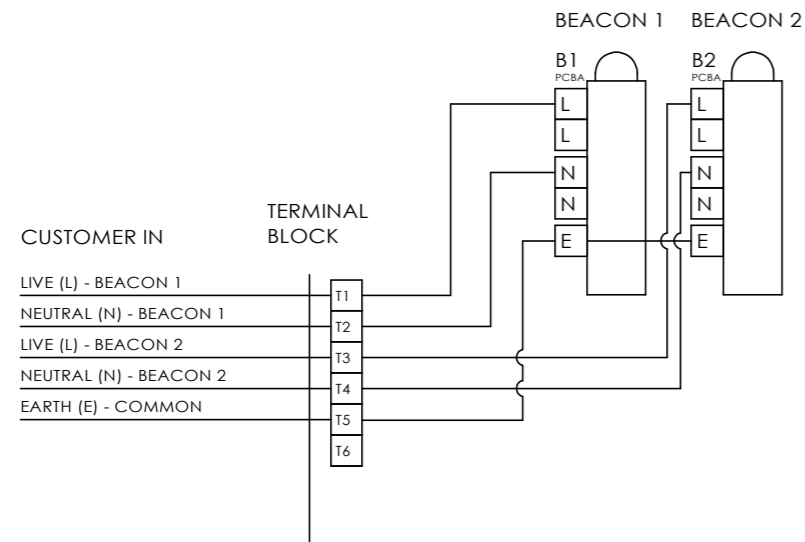 BEACON 1 BEACON 2
B1 B2
PCBA PCBA
L L
L L
N N
N N
E E
TERMINAL
BLOCK
CUSTOMER IN
LIVE (L) - BEACON 1
T1
NEUTRAL (N) - BEACON 1
T2
LIVE (L) - BEACON 2
T3
NEUTRAL (N) - BEACON 2
T4
EARTH (E) - COMMON
T5
T6